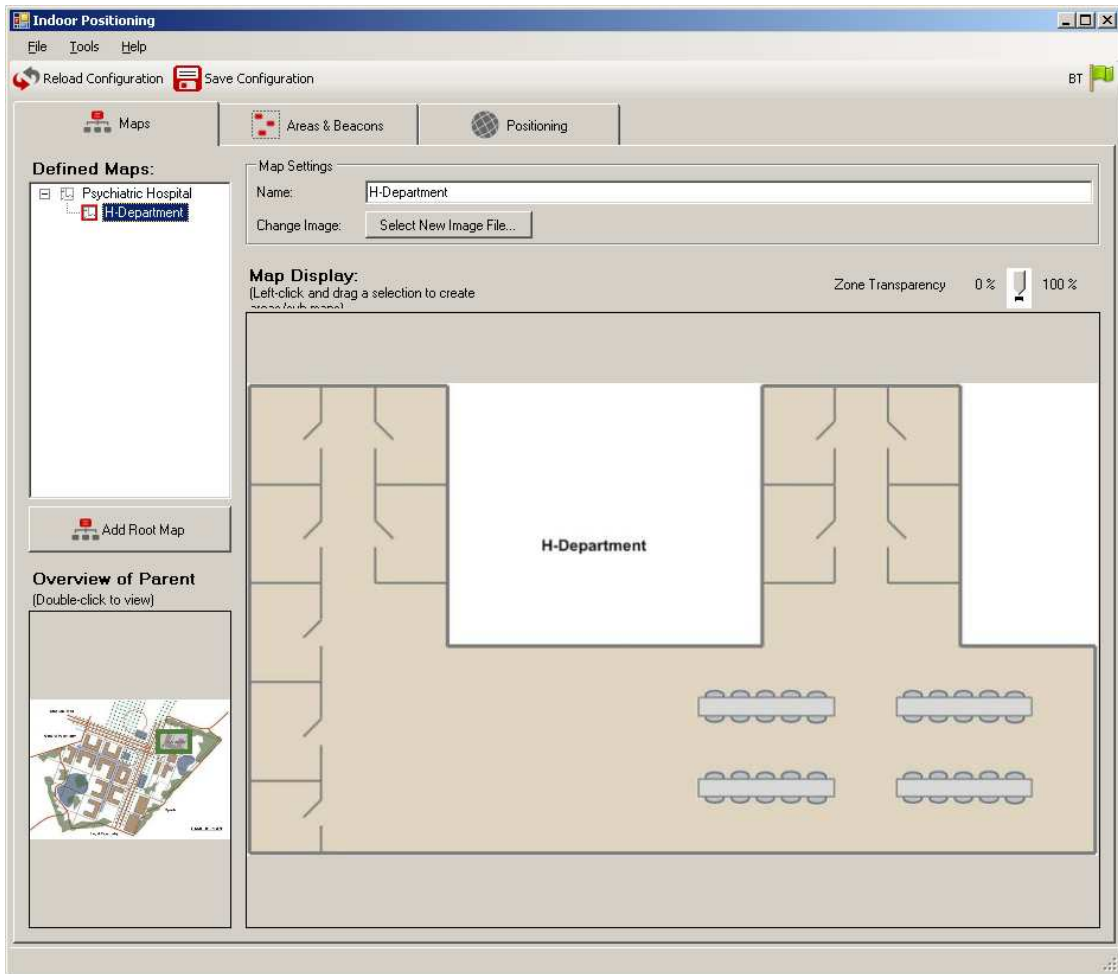 Indoor Positioning
File Tools Help
Reload Configuration Save Configuration BT
Maps Areas & Beacons Positioning
Defined Maps:
Psychiatric Hospital
H-Department
Add Root Map
Overview of Parent
(Double-click to view)
Map Settings
Name: H-Department
Change Image: Select New Image File...
Map Display:
(Left-click and drag a selection to create
Zone Transparency 0 % 100 %
H-Department